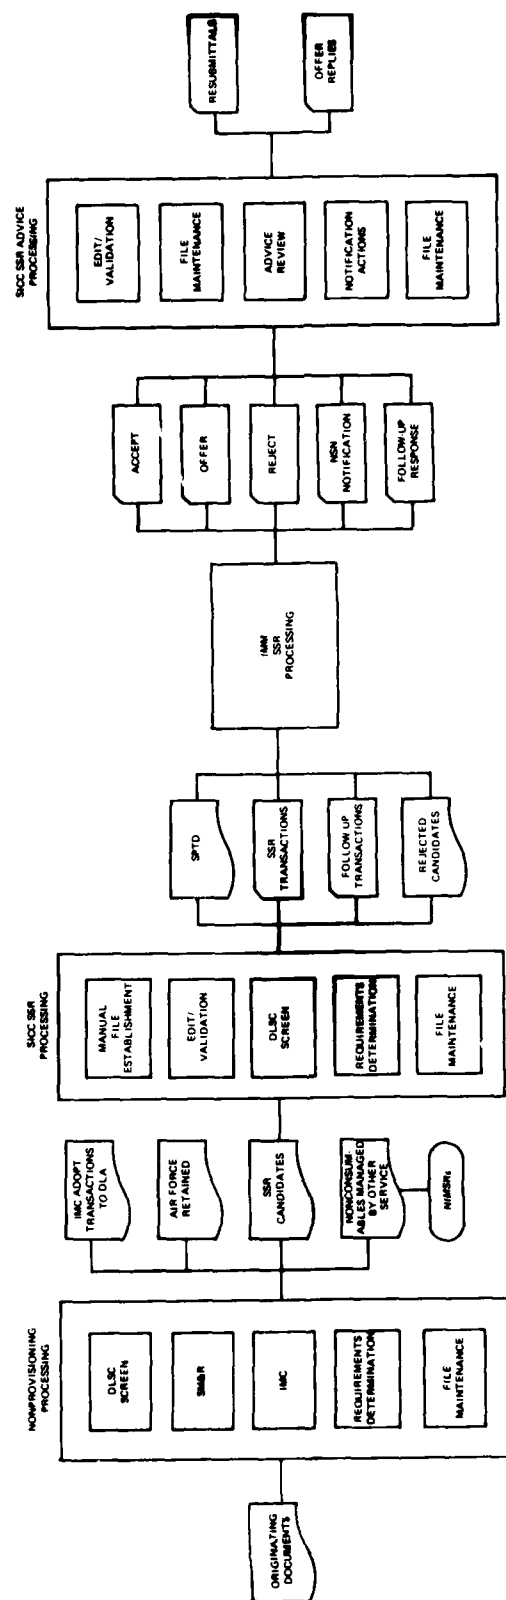 ORIGINATING
DOCUMENTS
NONPROVISIONING
PROCESSING
DLSC
SCREEN
SMBR
IMC
REQUIREMENTS
DETERMINATION
FILE
MAINTENANCE
IMC ADOPT
TRANSACTIONS
TO DLA
AIR FORCE
RETAINED
SSR
CANDIDATES
NONCONSUM-
ABLES MANAGED
BY OTHER
SERVICE
SICC SSR
PROCESSING
MANUAL
FILE
ESTABLISHMENT
EDIT/
VALIDATION
DLSC
SCREEN
REQUIREMENTS
DETERMINATION
FILE
MAINTENANCE
SPTD
SSR
TRANSACTIONS
FOLLOW UP
TRANSACTIONS
REJECTED
CANDIDATES
IMM
SSR
PROCESSING
ACCEPT
OFFER
REJECT
NSN
NOTIFICATION
FOLLOW-UP
RESPONSE
SICC SSR ADVICE
PROCESSING
EDIT/
VALIDATION
FILE
MAINTENANCE
ADVICE
REVIEW
NOTIFICATION
ACTIONS
FILE
MAINTENANCE
RESUBMITTALS
OFFER
REPLIES